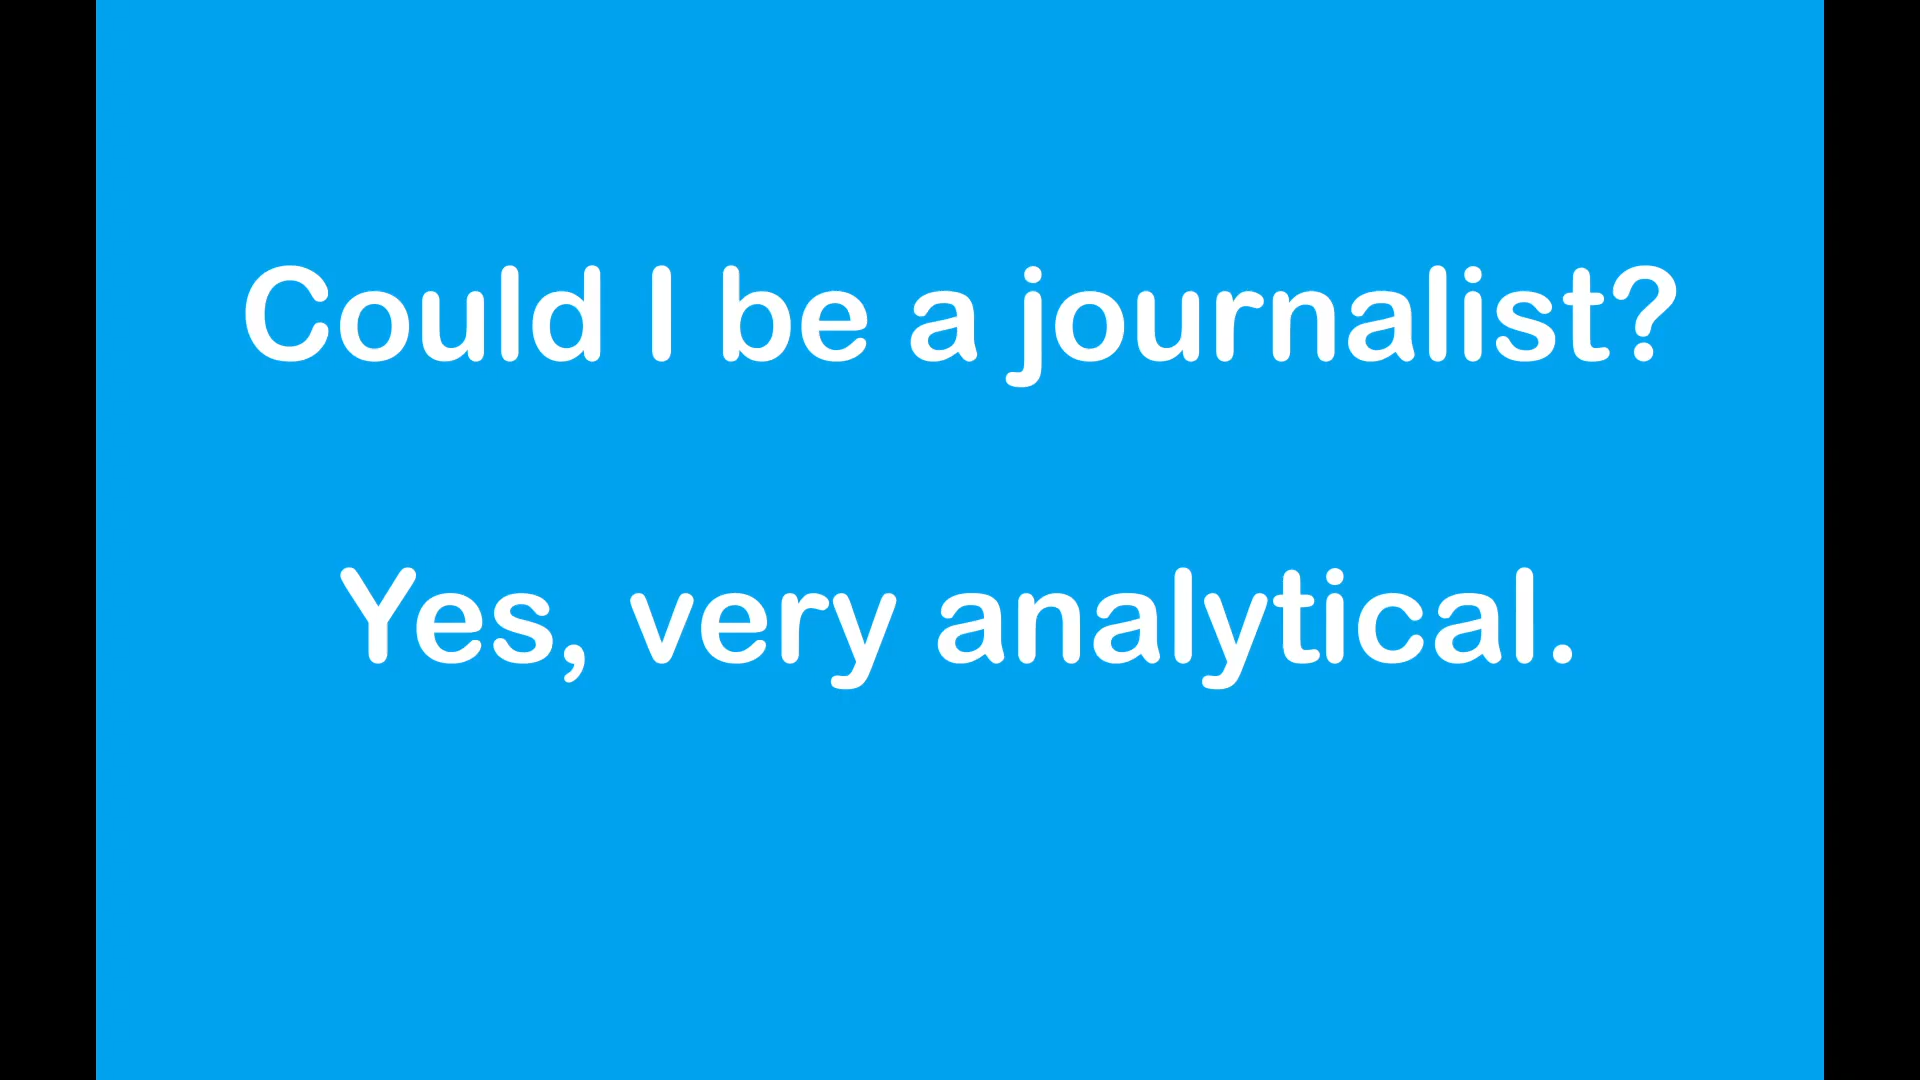 Could I be a journalist?
Yes, very analytical.